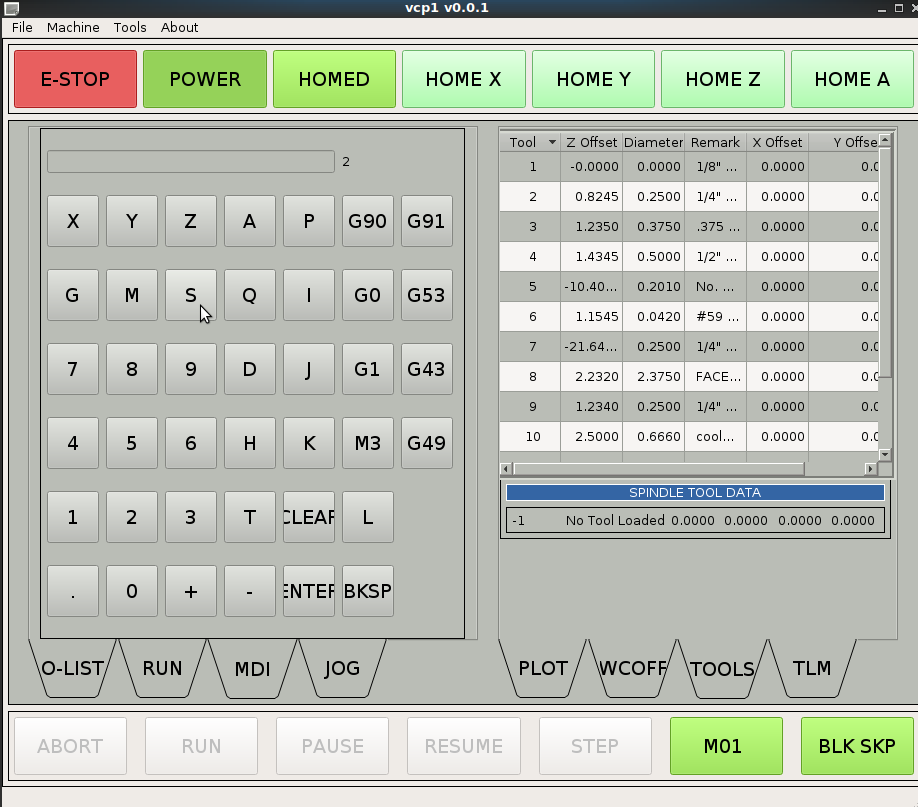 vcp1 v0.0.1
File Machine Tools About
E-STOP POWER HOMED HOME X HOME Y HOME Z HOME A
2
X Y Z A P G90 G91
G M S Q I G0 G53
7 8 9 D J G1 G43
4 5 6 H K M3 G49
1 2 3 T CLEAR L
. 0 + - ENTER BKSP
O-LIST RUN MDI JOG
Tool Z Offset Diameter Remark X Offset Y Offse
1 -0.0000 0.0000 1/8" ... 0.0000 0.0
2 0.8245 0.2500 1/4" ... 0.0000 0.0
3 1.2350 0.3750 .375 ... 0.0000 0.0
4 1.4345 0.5000 1/2" ... 0.0000 0.0
5 -10.40... 0.2010 No. ... 0.0000 0.0
6 1.1545 0.0420 #59 ... 0.0000 0.0
7 -21.64... 0.2500 1/4" ... 0.0000 0.0
8 2.2320 2.3750 FACE... 0.0000 0.0
9 1.2340 0.2500 1/4" ... 0.0000 0.0
10 2.5000 0.6660 cool... 0.0000 0.0
SPINDLE TOOL DATA
-1 No Tool Loaded 0.0000 0.0000 0.0000 0.0000
PLOT WCOFF TOOLS TLM
ABORT RUN PAUSE RESUME STEP M01 BLK SKP